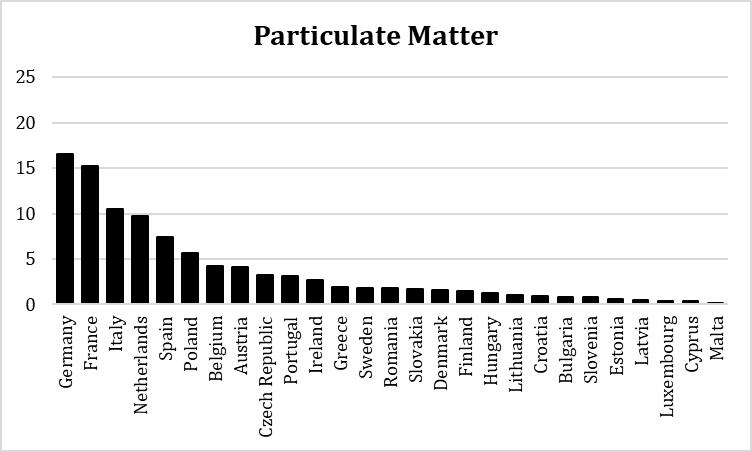 Particulate Matter
25
20
15
10
5
0
Germany
France
Italy
Netherlands
Spain
Poland
Belgium
Austria
Czech Republic
Portugal
Ireland
Greece
Sweden
Romania
Slovakia
Denmark
Finland
Hungary
Lithuania
Croatia
Bulgaria
Slovenia
Estonia
Latvia
Luxembourg
Cyprus
Malta